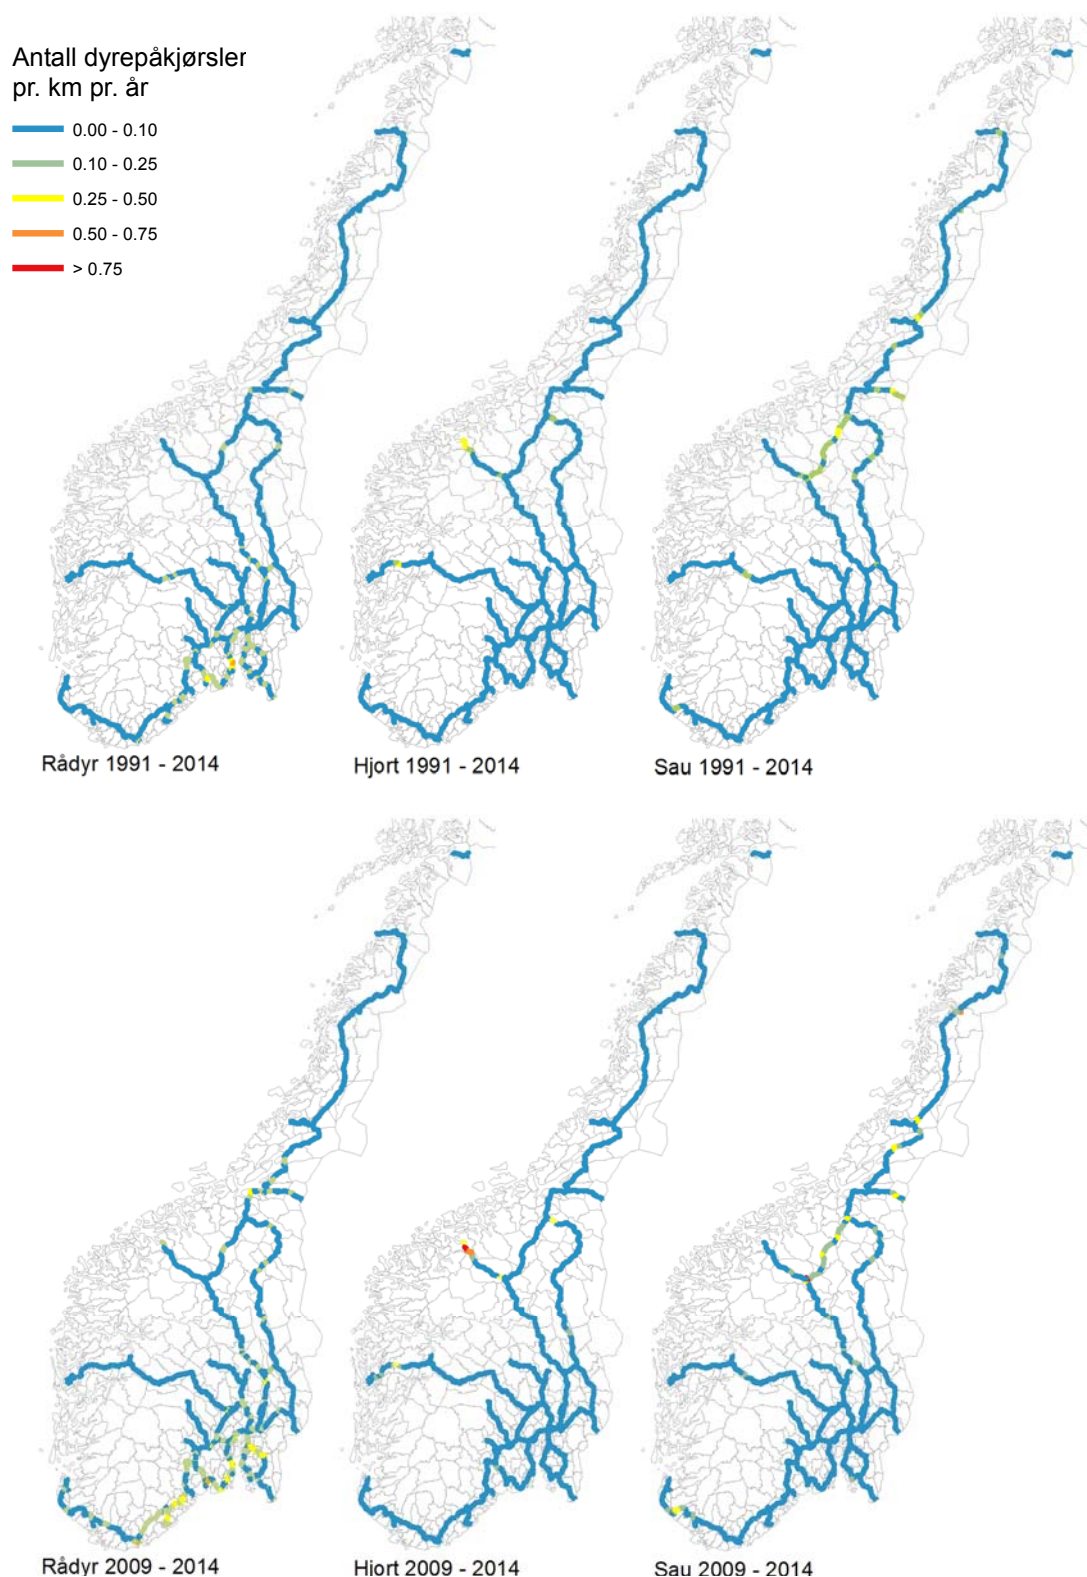 Antall dyrepåkjørsler
pr. km pr. år
0.00 - 0.10
0.10 - 0.25
0.25 - 0.50
0.50 - 0.75
> 0.75
Rådyr 1991 - 2014
Hjort 1991 - 2014
Sau 1991 - 2014
Rådyr 2009 - 2014
Hjort 2009 - 2014
Sau 2009 - 2014